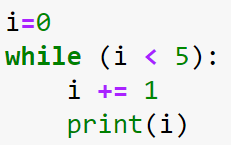 i=0
while (i < 5):
    i += 1
    print(i)